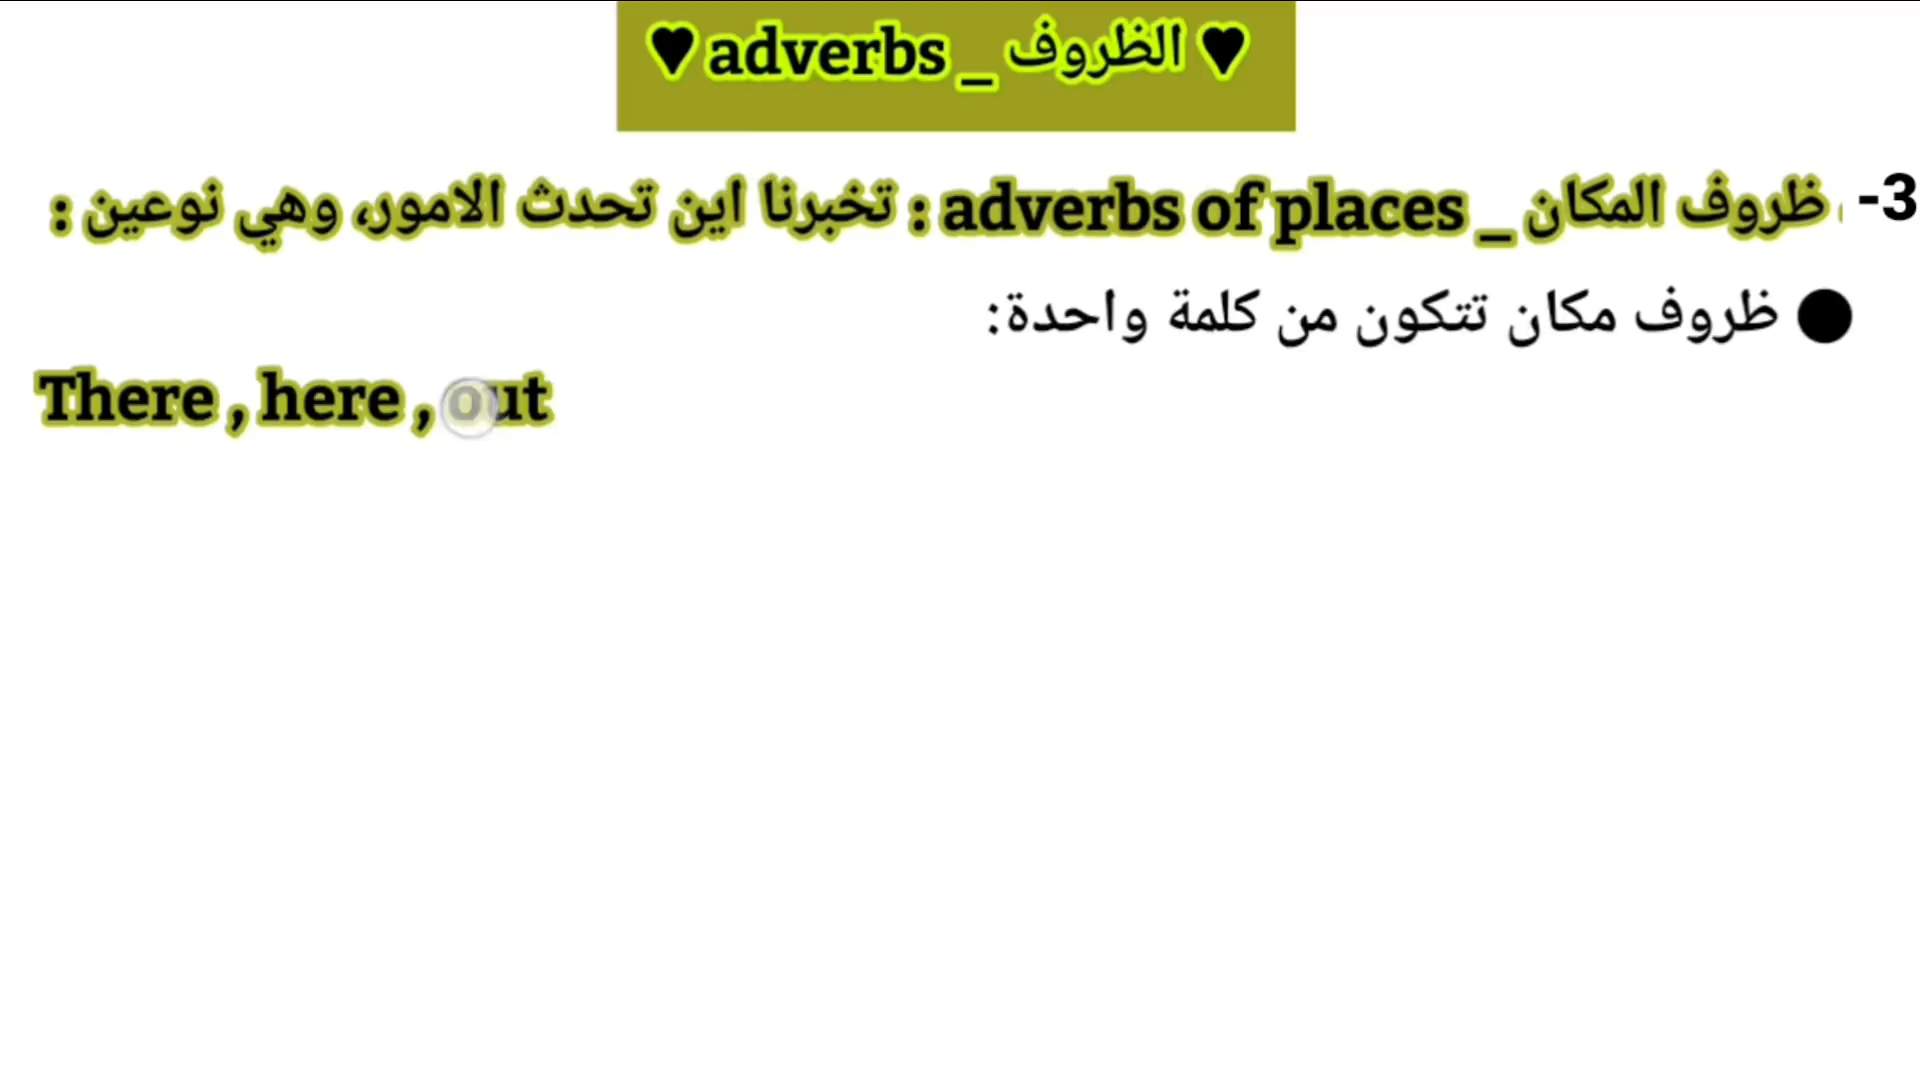 ♥ الظروف _ adverbs ♥
3- ظروف المكان _ adverbs of places : تخبرنا اين تحدث الامور، وهي نوعين :
● ظروف مكان تتكون من كلمة واحدة:
There , here , out